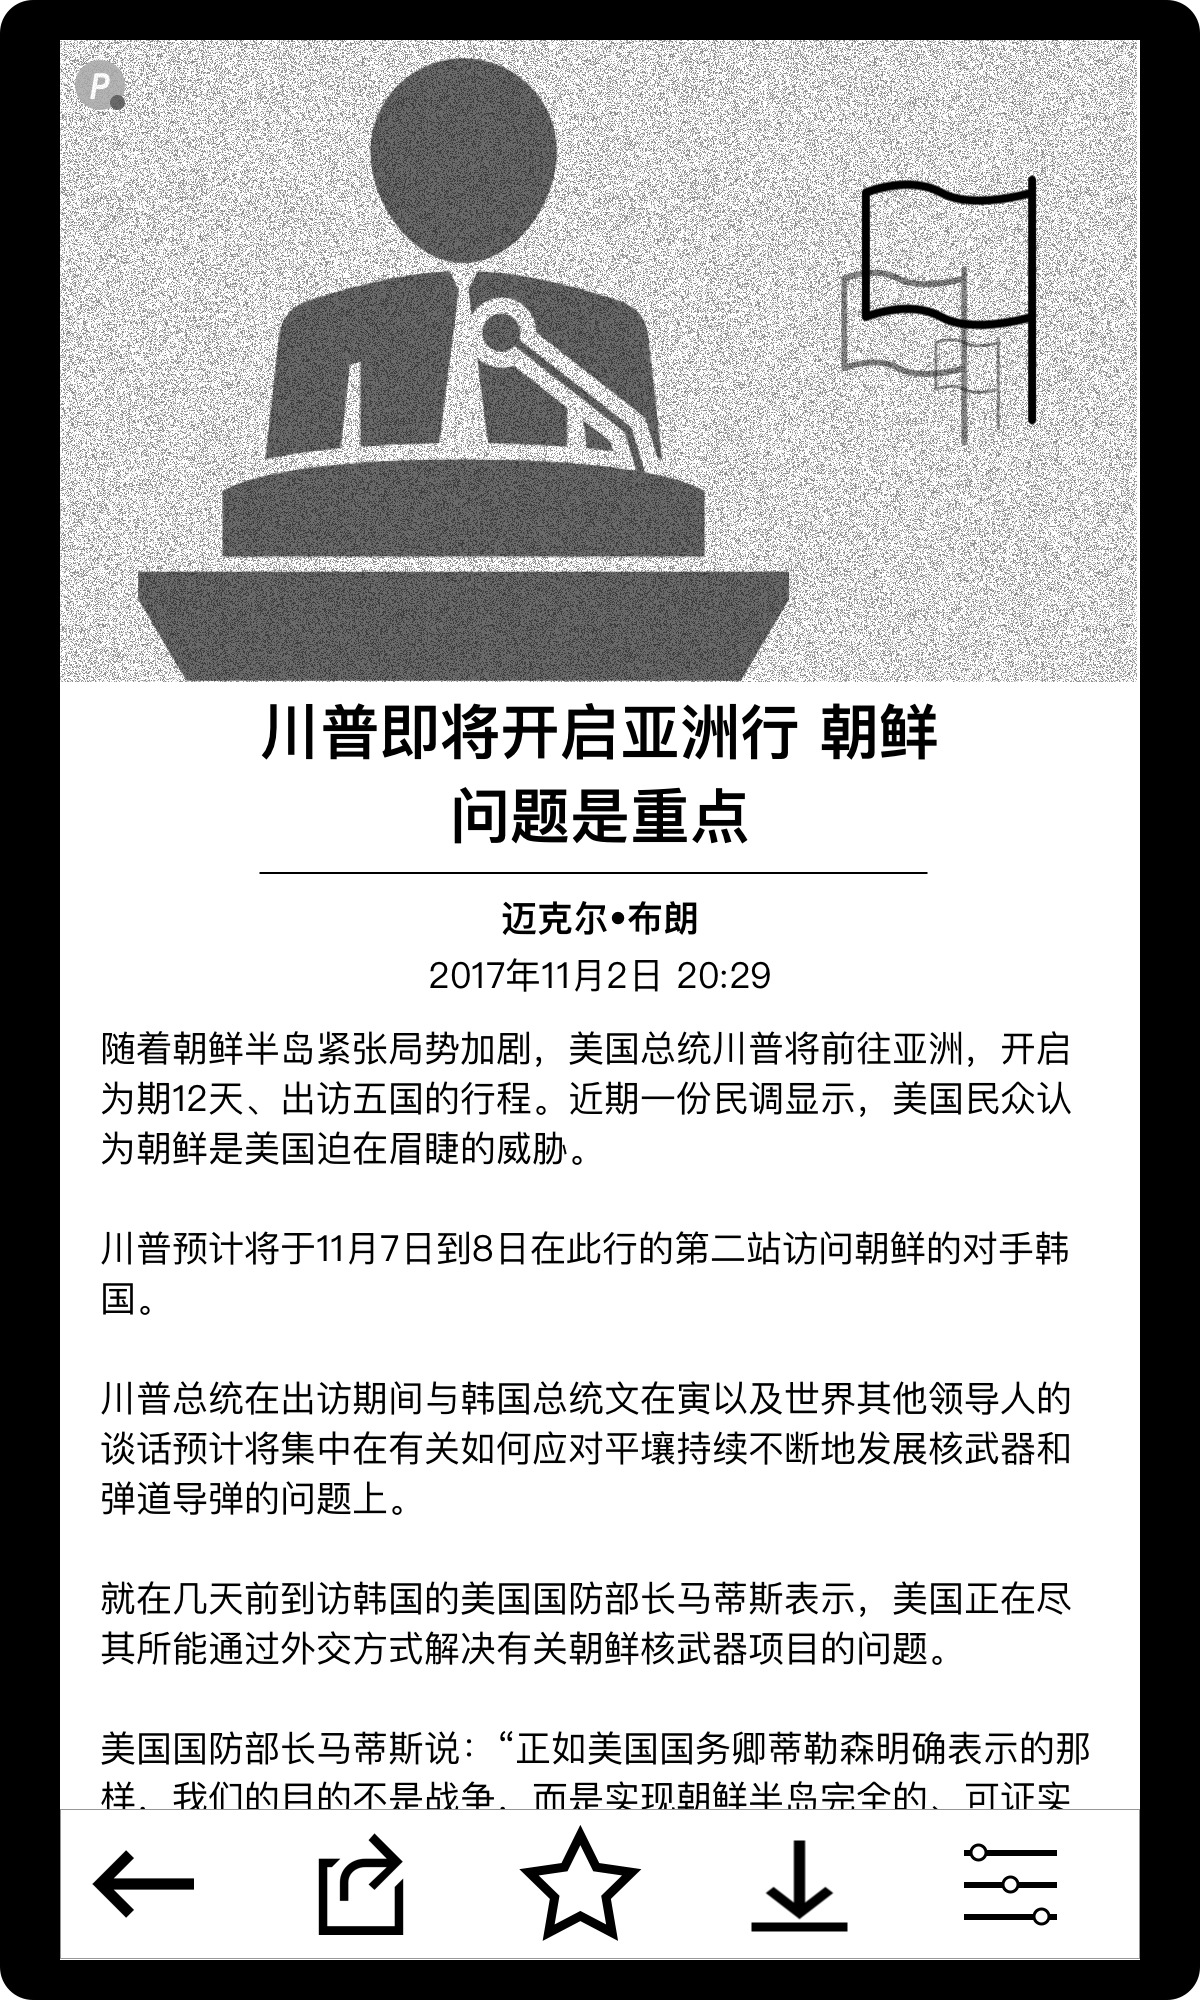 P
川普即将开启亚洲行 朝鲜
问题是重点
迈克尔•布朗
2017年11月2日 20:29
随着朝鲜半岛紧张局势加剧，美国总统川普将前往亚洲，开启
为期12天、出访五国的行程。近期一份民调显示，美国民众认
为朝鲜是美国迫在眉睫的威胁。
川普预计将于11月7日到8日在此行的第二站访问朝鲜的对手韩
国。
川普总统在出访期间与韩国总统文在寅以及世界其他领导人的
谈话预计将集中在有关如何应对平壤持续不断地发展核武器和
弹道导弹的问题上。
就在几天前到访韩国的美国国防部长马蒂斯表示，美国正在尽
其所能通过外交方式解决有关朝鲜核武器项目的问题。
美国国防部长马蒂斯说：“正如美国国务卿蒂勒森明确表示的那
样，我们的目的不是战争，而是实现朝鲜半岛完全的、可证实